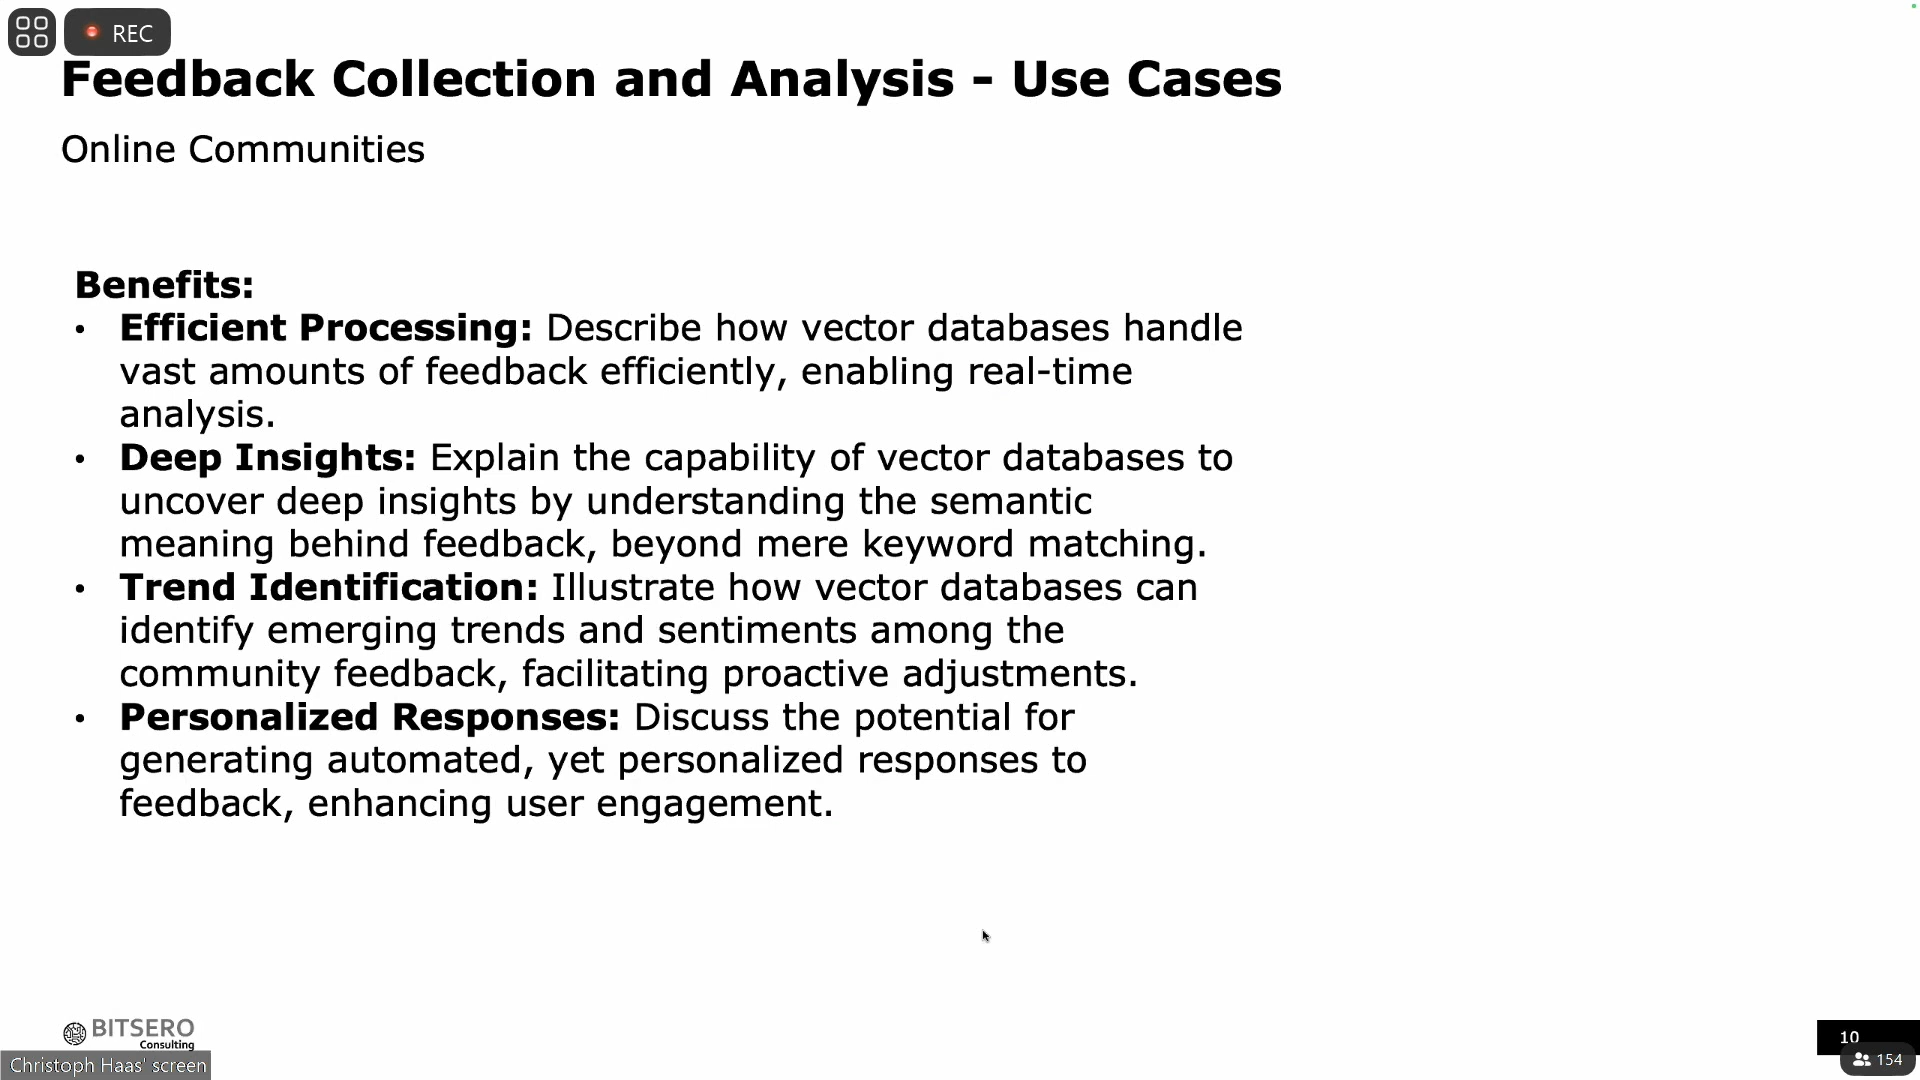 REC
Feedback Collection and Analysis - Use Cases
Online Communities
Benefits:
• Efficient Processing: Describe how vector databases handle
vast amounts of feedback efficiently, enabling real-time
analysis.
• Deep Insights: Explain the capability of vector databases to
uncover deep insights by understanding the semantic
meaning behind feedback, beyond mere keyword matching.
• Trend Identification: Illustrate how vector databases can
identify emerging trends and sentiments among the
community feedback, facilitating proactive adjustments.
• Personalized Responses: Discuss the potential for
generating automated, yet personalized responses to
feedback, enhancing user engagement.
BITSERO
Consulting
Christoph Haas' screen
10
154